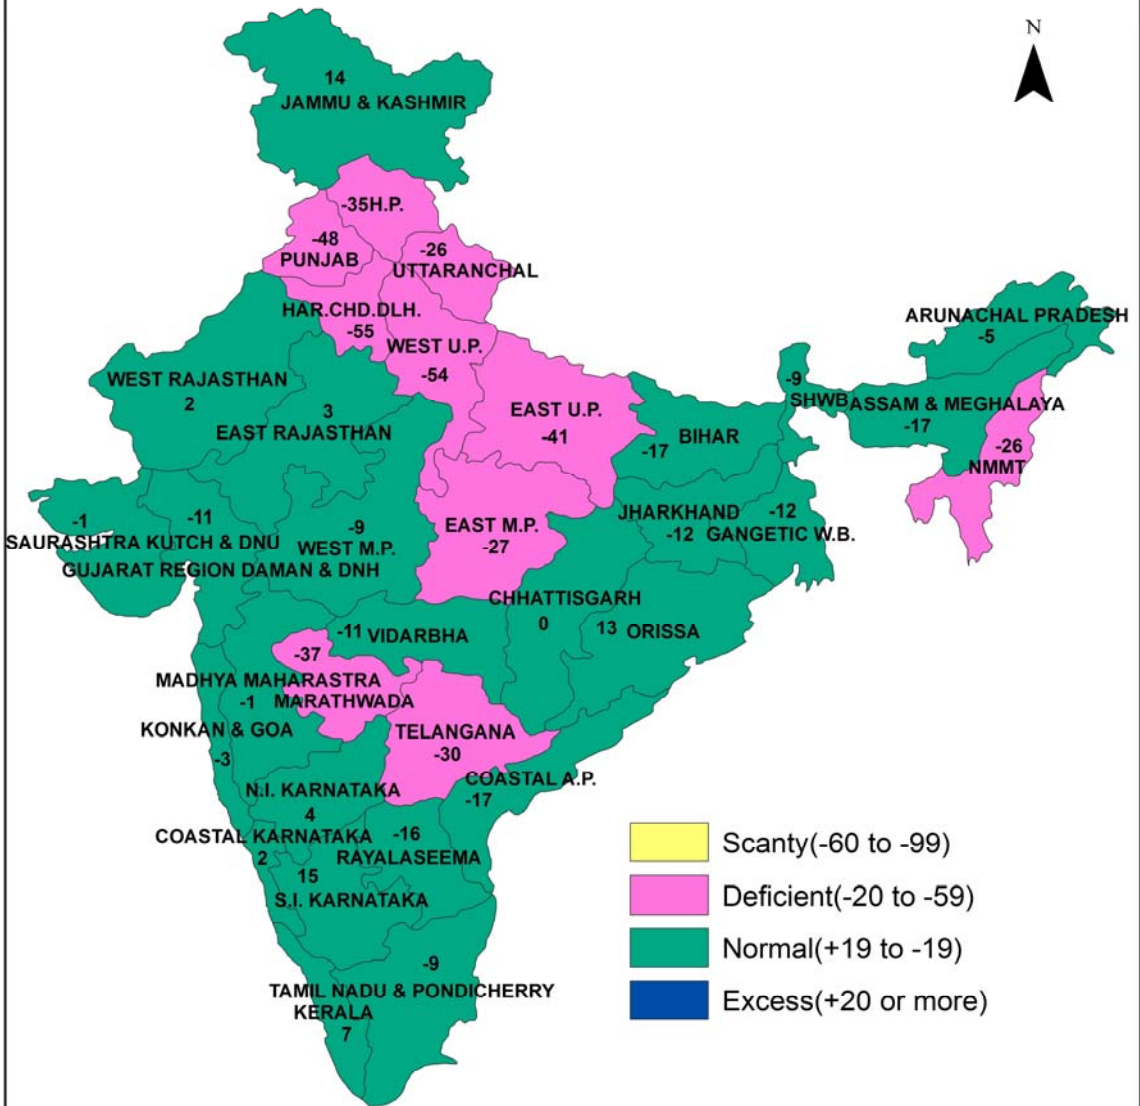 N
14
JAMMU & KASHMIR
-35H.P.
-48
PUNJAB
-26
UTTARANCHAL
HAR.CHD.DLH.
-55
WEST U.P.
-54
ARUNACHAL PRADESH
-5
WEST RAJASTHAN
2
3
EAST RAJASTHAN
EAST U.P.
-41
-9
SHWB
ASSAM & MEGHALAYA
-17
BIHAR
-17
-26
NMMT
-1
SAURASHTRA KUTCH & DNU
-11
GUJARAT REGION DAMAN & DNH
-9
WEST M.P.
EAST M.P.
-27
JHARKHAND
-12
-12
GANGETIC W.B.
CHHATTISGARH
0
13 ORISSA
-11 VIDARBHA
-37
MARATHWADA
MADHYA MAHARASTRA
-1
KONKAN & GOA
-3
TELANGANA
-30
COASTAL A.P.
-17
N.I. KARNATAKA
4
COASTAL KARNATAKA
2
-16
RAYALASEEMA
15
S.I. KARNATAKA
-9
TAMIL NADU & PONDICHERRY
KERALA
7
Scanty(-60 to -99)
Deficient(-20 to -59)
Normal(+19 to -19)
Excess(+20 or more)